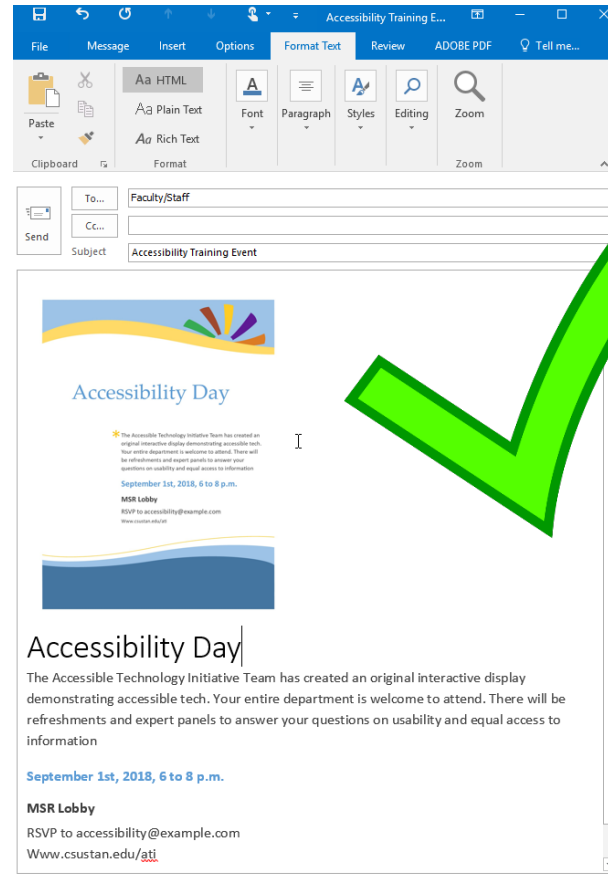 Accessibility Training E...
File Message Insert Options Format Text Review ADOBE PDF Tell me...
Paste
Clipboard
Aa HTML
Aa Plain Text
Aa Rich Text
Format
Font
Paragraph
Styles
Editing
Zoom
Zoom
Send
To... Faculty/Staff
Cc...
Subject Accessibility Training Event
Accessibility Day
*The Accessible Technology Initiative Team has created an
original interactive display demonstrating accessible tech.
Your entire department is welcome to attend. There will
be refreshments and expert panels to answer your
questions on usability and equal access to information
September 1st, 2018, 6 to 8 p.m.
MSR Lobby
RSVP to accessibility@example.com
Www.csustan.edu/ati
Accessibility Day
The Accessible Technology Initiative Team has created an original interactive display
demonstrating accessible tech. Your entire department is welcome to attend. There will be
refreshments and expert panels to answer your questions on usability and equal access to
information
September 1st, 2018, 6 to 8 p.m.
MSR Lobby
RSVP to accessibility@example.com
Www.csustan.edu/ati